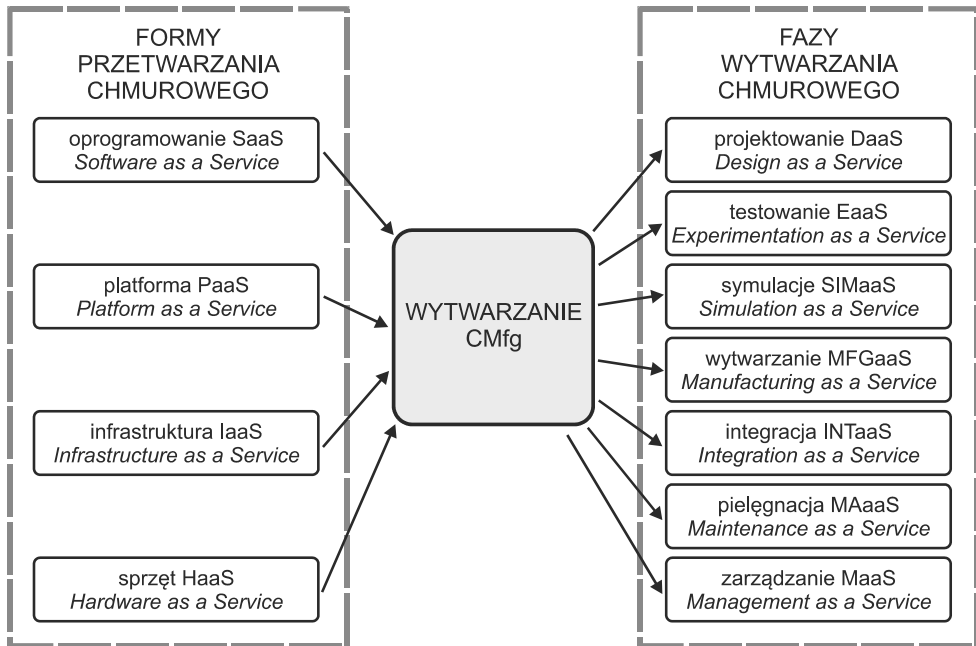 FORMY
PRZETWARZANIA
CHMUROWEGO
oprogramowanie SaaS
Software as a Service
platforma PaaS
Platform as a Service
infrastruktura IaaS
Infrastructure as a Service
sprzęt HaaS
Hardware as a Service
WYTWARZANIE
CMfg
FAZY
WYTWARZANIA
CHMUROWEGO
projektowanie DaaS
Design as a Service
testowanie EaaS
Experimentation as a Service
symulacje SIMaaS
Simulation as a Service
wytwarzanie MFGaaS
Manufacturing as a Service
integracja INTaaS
Integration as a Service
pielęgnacja MAaaS
Maintenance as a Service
zarządzanie MaaS
Management as a Service